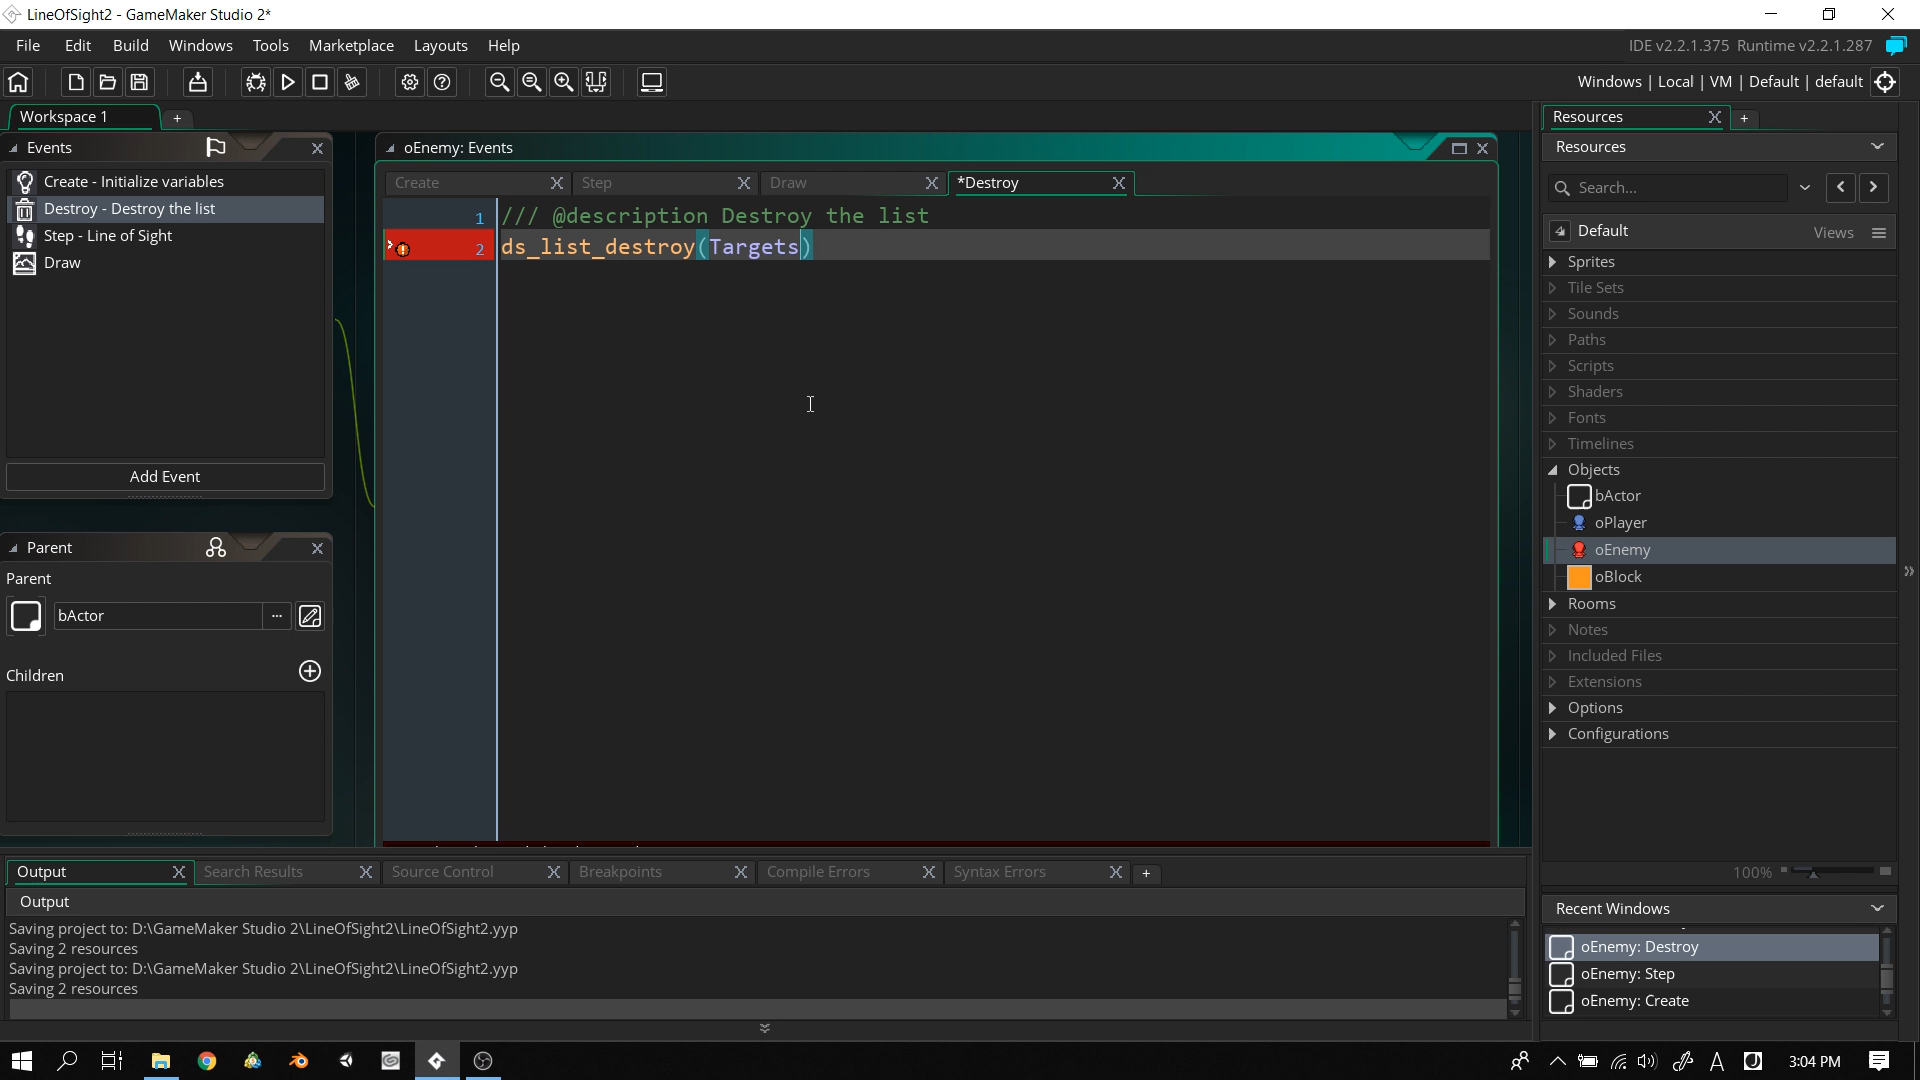 LineOfSight2 - GameMaker Studio 2*
File Edit Build Windows Tools Marketplace Layouts Help
IDE v2.2.1.375 Runtime v2.2.1.287
Windows | Local | VM | Default | default
Workspace 1
+
Events
Create - Initialize variables
Destroy - Destroy the list
Step - Line of Sight
Draw
Add Event
Parent
Parent
bActor
...
Children
oEnemy: Events
Create
Step
Draw
*Destroy
1 /// @description Destroy the list
2 ds_list_destroy(Targets)
Resources
+
Resources
Search...
Default
Views
Sprites
Tile Sets
Sounds
Paths
Scripts
Shaders
Fonts
Timelines
Objects
bActor
oPlayer
oEnemy
oBlock
Rooms
Notes
Included Files
Extensions
Options
Configurations
100%
Recent Windows
oEnemy: Destroy
oEnemy: Step
oEnemy: Create
Output
Search Results
Source Control
Breakpoints
Compile Errors
Syntax Errors
+
Output
Saving project to: D:\GameMaker Studio 2\LineOfSight2\LineOfSight2.yyp
Saving 2 resources
Saving project to: D:\GameMaker Studio 2\LineOfSight2\LineOfSight2.yyp
Saving 2 resources
A
3:04 PM